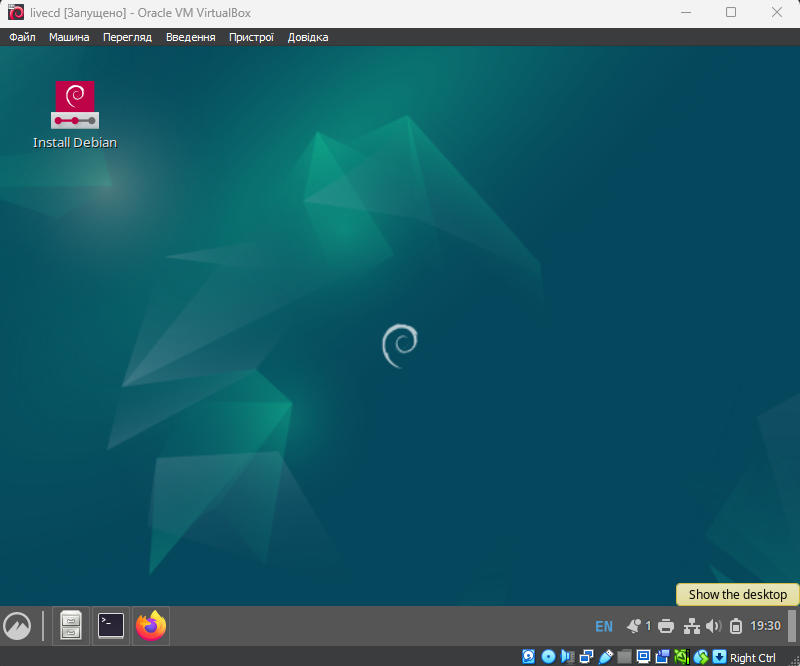 livecd [Запущено] - Oracle VM VirtualBox
Файл Машина Перегляд Введення Пристрої Довідка
Install Debian
Show the desktop
EN 1 19:30
Right Ctrl